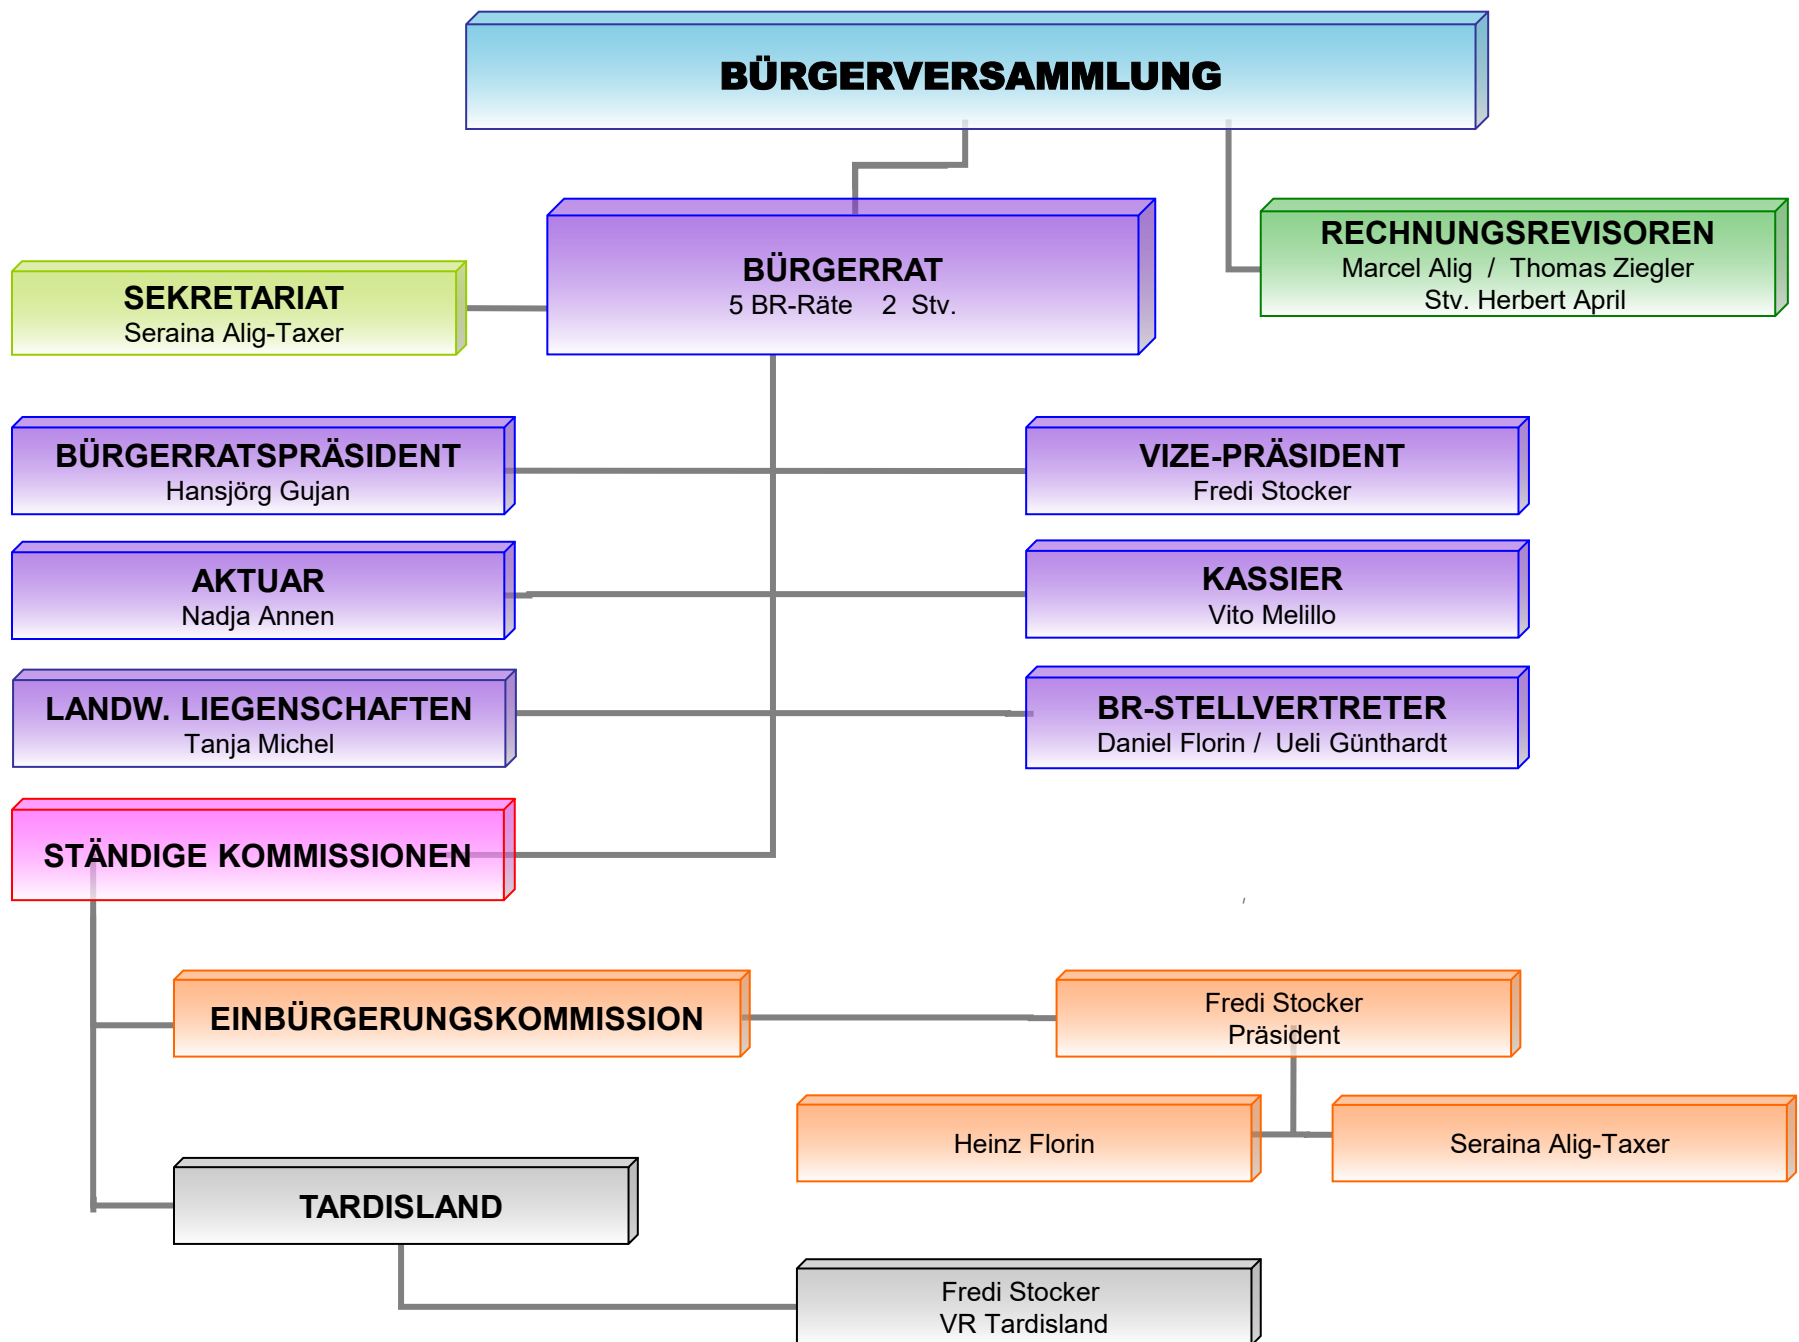 BÜRGERVERSAMMLUNG
BÜRGERRAT
5 BR-Räte 2 Stv.
RECHNUNGSREVISOREN
Marcel Alig / Thomas Ziegler
Stv. Herbert April
SEKRETARIAT
Seraina Alig-Taxer
BÜRGERRATSPRÄSIDENT
Hansjörg Gujan
VIZE-PRÄSIDENT
Fredi Stocker
AKTUAR
Nadja Annen
KASSIER
Vito Melillo
LANDW. LIEGENSCHAFTEN
Tanja Michel
BR-STELLVERTRETER
Daniel Florin / Ueli Günthardt
STÄNDIGE KOMMISSIONEN
EINBÜRGERUNGSKOMMISSION
Fredi Stocker
Präsident
Heinz Florin
Seraina Alig-Taxer
TARDISLAND
Fredi Stocker
VR Tardisland